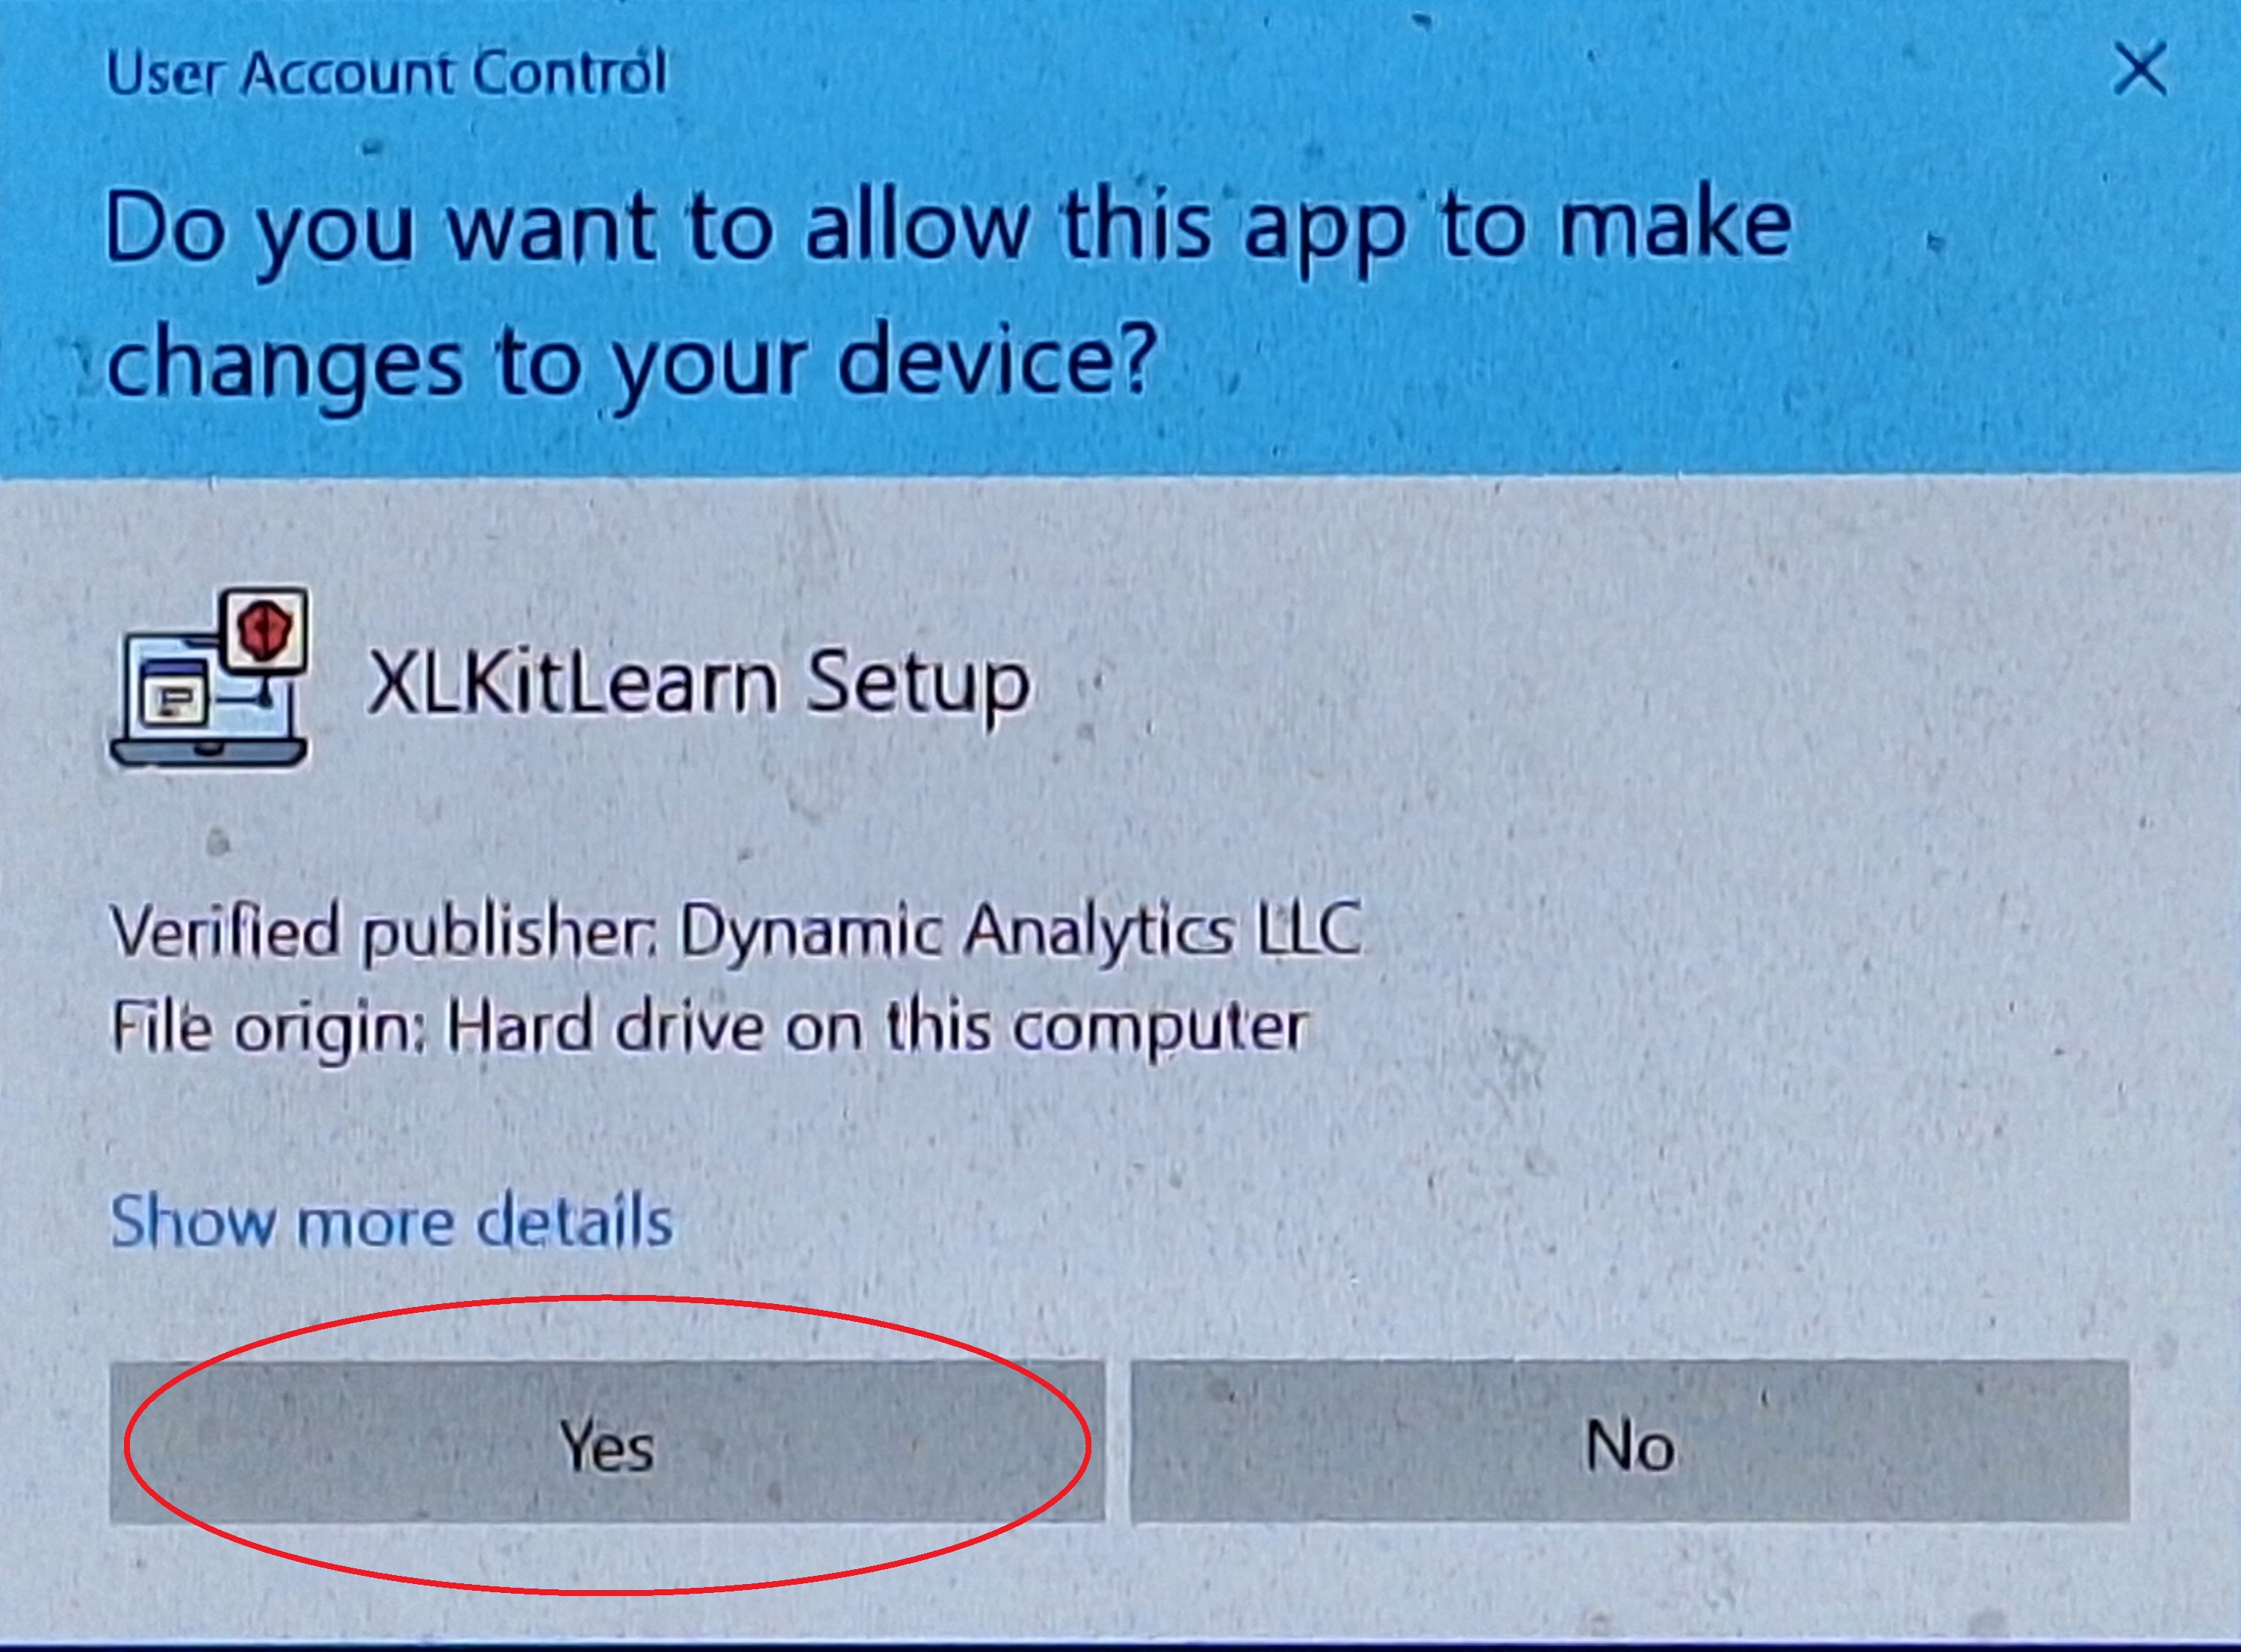 User Account Control
Do you want to allow this app to make
changes to your device?
XLKitLearn Setup
Verified publisher: Dynamic Analytics LLC
File origin: Hard drive on this computer
Show more details
Yes
No